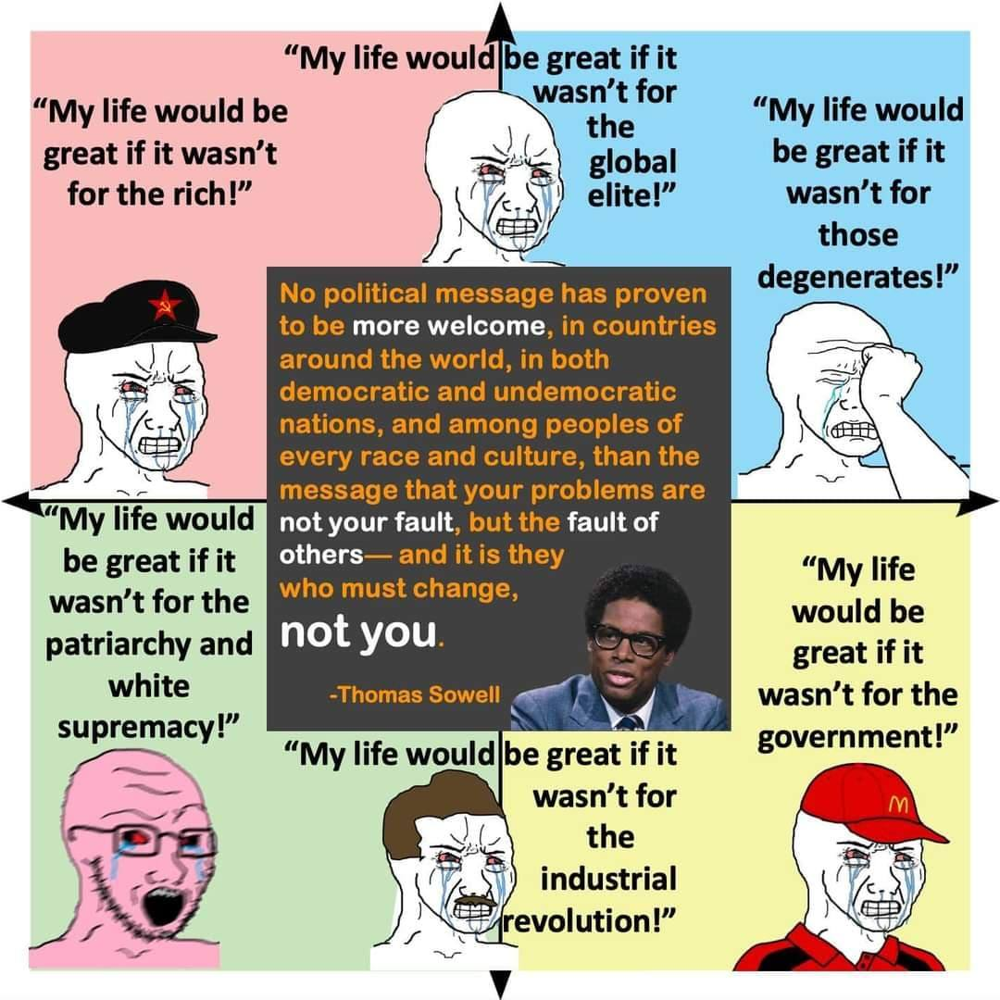 “My life would be great if it
wasn’t for
the
global
elite!”
“My life would be
great if it wasn’t
for the rich!”
“My life would
be great if it
wasn’t for
those
degenerates!”
No political message has proven
to be more welcome, in countries
around the world, in both
democratic and undemocratic
nations, and among peoples of
every race and culture, than the
message that your problems are
not your fault, but the fault of
others— and it is they
who must change,
not you.
-Thomas Sowell
“My life would
be great if it
wasn’t for the
patriarchy and
white
supremacy!”
“My life
would be
great if it
wasn’t for the
government!”
“My life would be great if it
wasn’t for
the
industrial
revolution!”
M